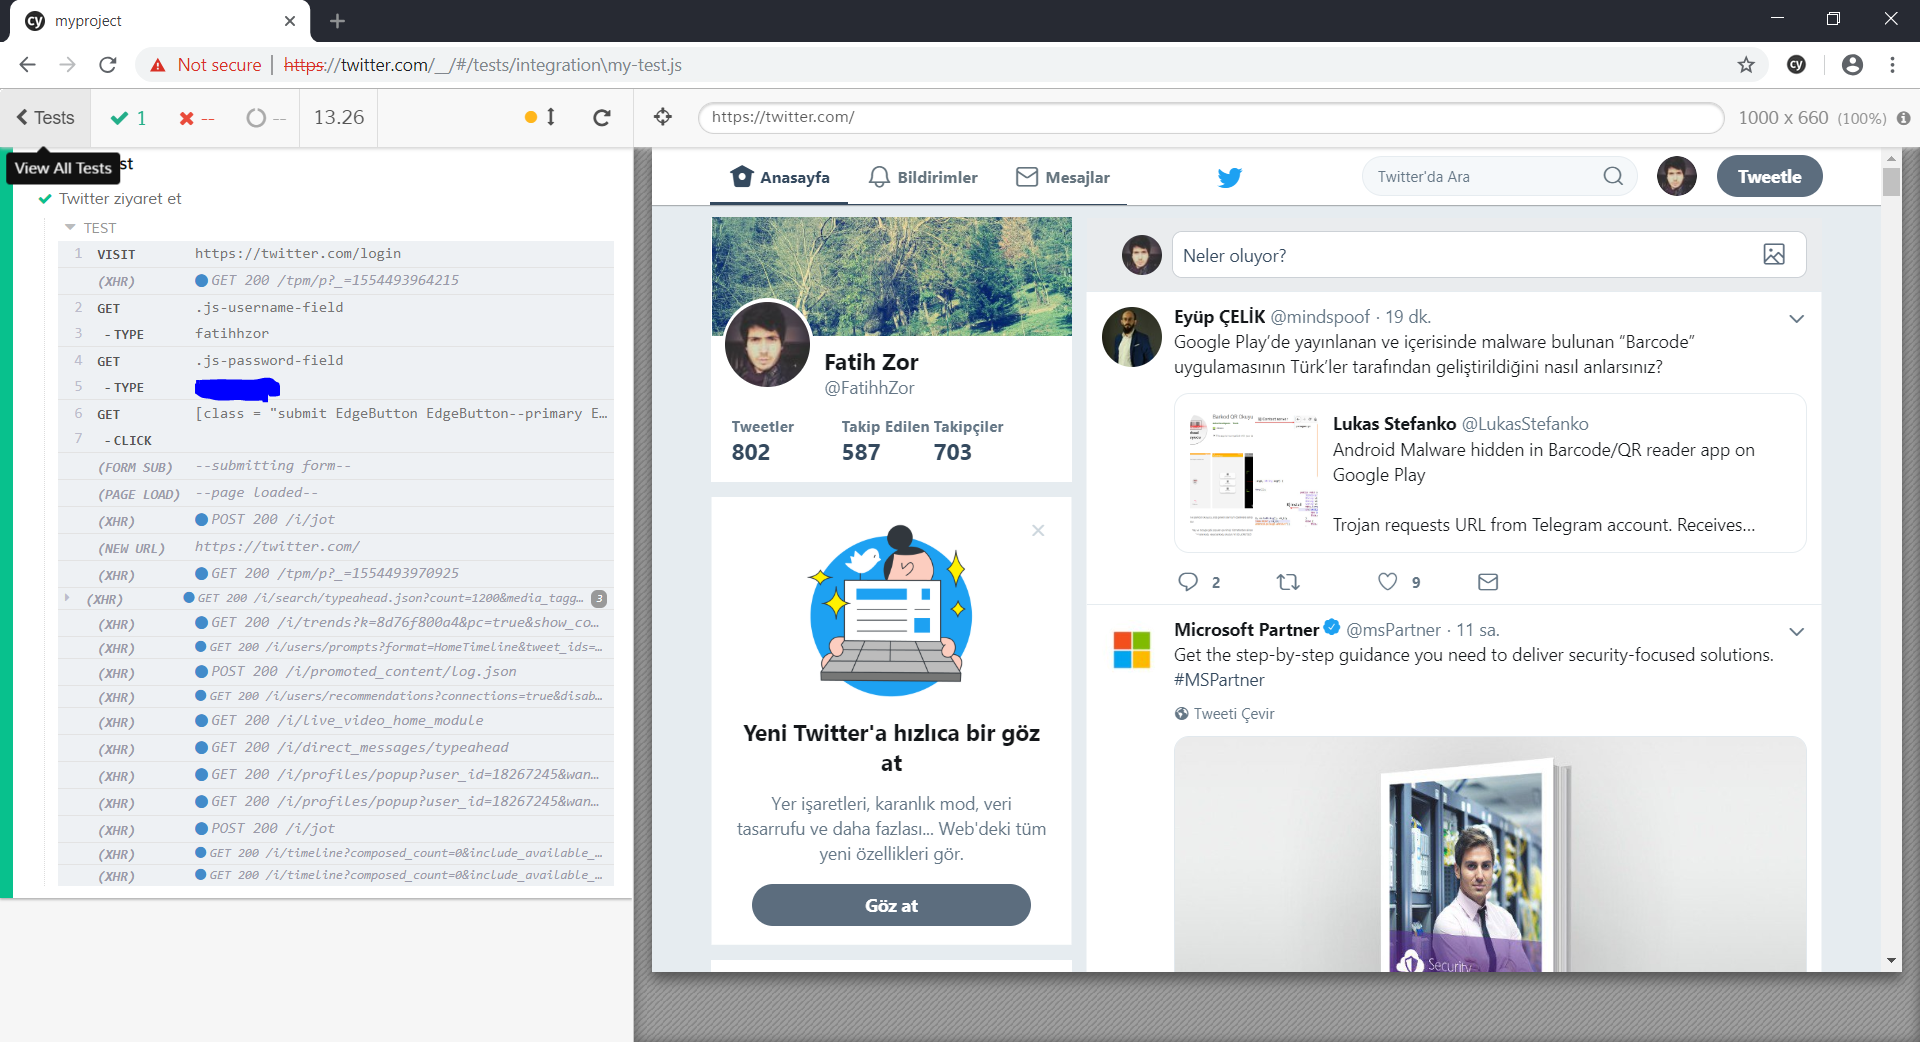 myproject
Not secure | https://twitter.com/__/#/tests/integration\my-test.js
Tests
1
--
--
13.26
https://twitter.com/
1000 x 660 (100%)
View All Tests
st
Twitter ziyaret et
TEST
1 VISIT https://twitter.com/login
(XHR) GET 200 /tpm/p?_=1554493964215
2 GET .js-username-field
3 -TYPE fatihhzor
4 GET .js-password-field
5 -TYPE
6 GET [class = "submit EdgeButton EdgeButton--primary E...
7 -CLICK
(FORM SUB) --submitting form--
(PAGE LOAD) --page loaded--
(XHR) POST 200 /i/jot
(NEW URL) https://twitter.com/
(XHR) GET 200 /tpm/p?_=1554493970925
(XHR) GET 200 /i/search/typeahead.json?count=1200&media_tagg... 3
(XHR) GET 200 /i/trends?k=8d76f800a4&pc=true&show_co...
(XHR) GET 200 /i/users/prompts?format=HomeTimeline&tweet_ids=...
(XHR) POST 200 /i/promoted_content/log.json
(XHR) GET 200 /i/users/recommendations?connections=true&disab...
(XHR) GET 200 /i/live_video_home_module
(XHR) GET 200 /i/direct_messages/typeahead
(XHR) GET 200 /i/profiles/popup?user_id=18267245&wan...
(XHR) GET 200 /i/profiles/popup?user_id=18267245&wan...
(XHR) POST 200 /i/jot
(XHR) GET 200 /i/timeline?composed_count=0&include_available_...
(XHR) GET 200 /i/timeline?composed_count=0&include_available_...
Anasayfa
Bildirimler
Mesajlar
Twitter'da Ara
Tweetle
Fatih Zor
@FatihhZor
Tweetler Takip Edilen Takipçiler
802 587 703
Yeni Twitter'a hızlıca bir göz
at
Yer işaretleri, karanlık mod, veri
tasarrufu ve daha fazlası... Web'deki tüm
yeni özellikleri gör.
Göz at
Neler oluyor?
Eyüp ÇELİK @mindspoof · 19 dk.
Google Play’de yayınlanan ve içerisinde malware bulunan “Barcode”
uygulamasının Türk’ler tarafından geliştirildiğini nasıl anlarsınız?
Lukas Stefanko @LukasStefanko
Android Malware hidden in Barcode/QR reader app on
Google Play
Trojan requests URL from Telegram account. Receives...
2
9
Microsoft Partner @msPartner · 11 sa.
Get the step-by-step guidance you need to deliver security-focused solutions.
#MSPartner
Tweeti Çevir
Security